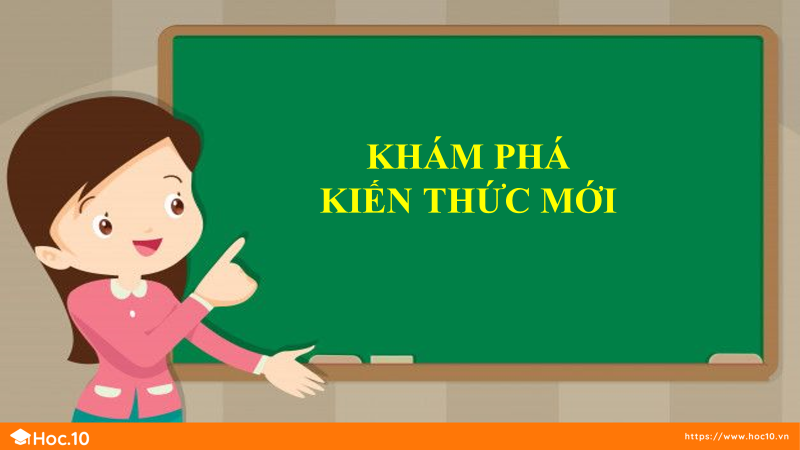 KHÁM PHÁ
KIẾN THỨC MỚI
Hoc.10
https://www.hoc10.vn